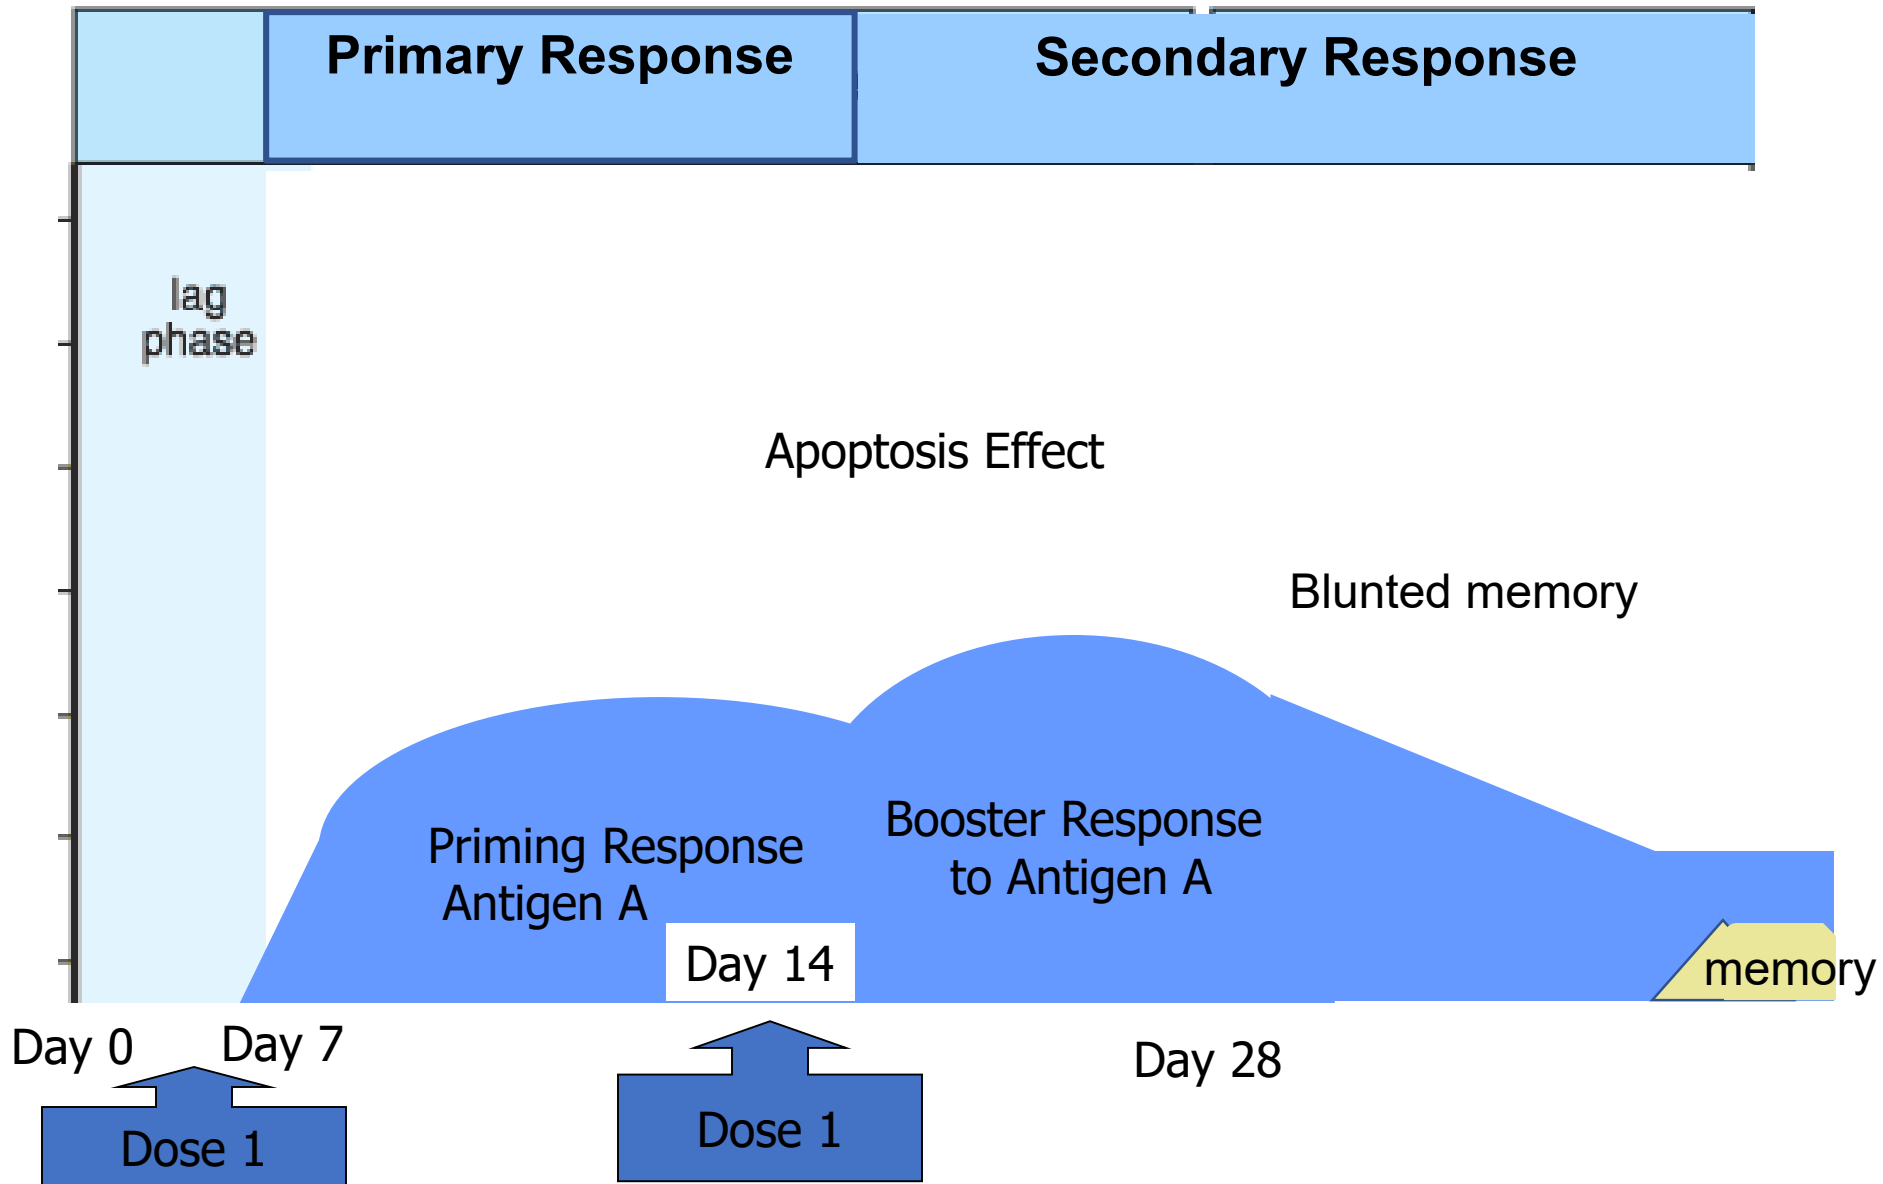 Primary Response
Secondary Response
lag
phase
Apoptosis Effect
Blunted memory
Priming Response
Antigen A
Booster Response
to Antigen A
Day 14
memory
Day 0
Day 7
Day 28
Dose 1
Dose 1